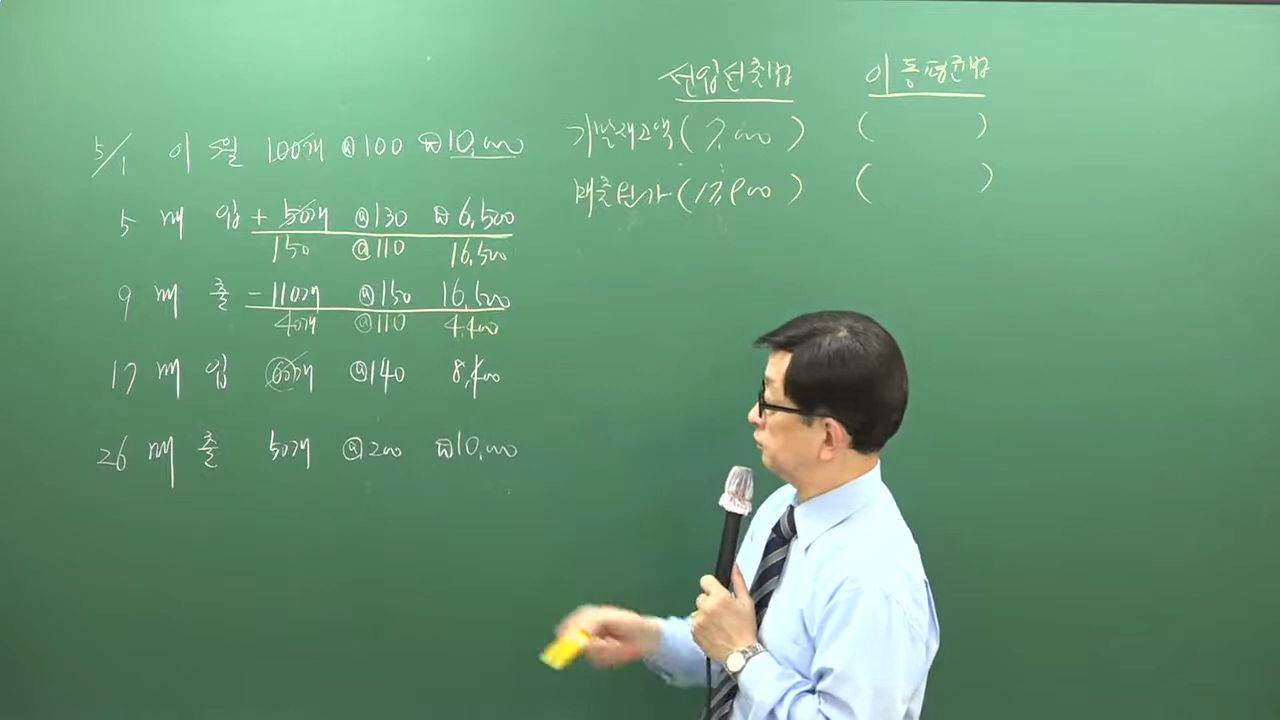 선입선출법 이동평균법
5/1 이 월 100개 @100 ₩10,000 기말재고액 ( 7,000 ) ( )
매출원가 ( 17,900 ) ( )
5 매 입 + 50개 @130 ₩6,500
150 @110 16,500
9 매 출 - 110개 @150 16,500
40개 @110 4,400
17 매 입 60개 @140 8,400
26 매 출 50개 @200 ₩10,000